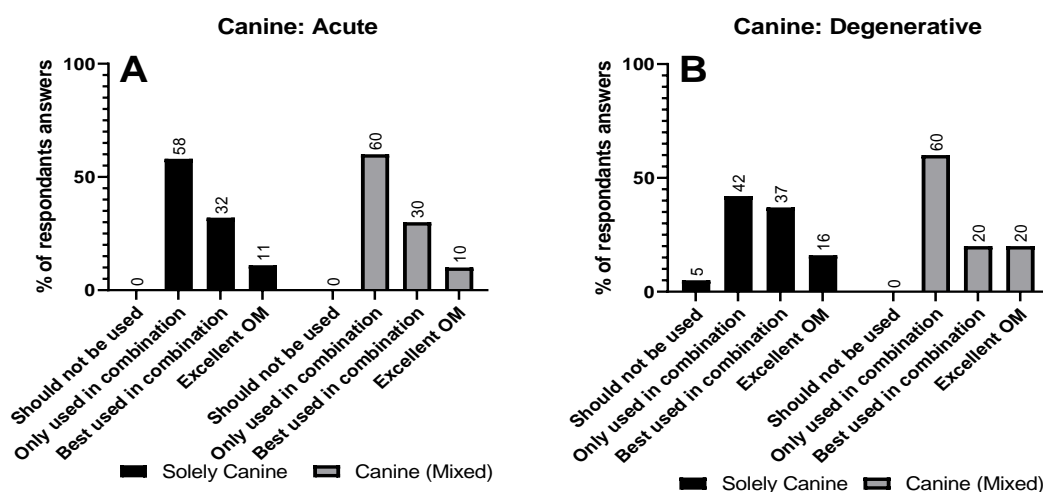 Canine: Acute
A
% of respondants answers
100
50
0
0
58
32
11
0
60
30
10
Should not be used
Only used in combination
Best used in combination
Excellent OM
Should not be used
Only used in combination
Best used in combination
Excellent OM
Solely Canine
Canine (Mixed)
Canine: Degenerative
B
% of respondants answers
100
50
0
5
42
37
16
0
60
20
20
Should not be used
Only used in combination
Best used in combination
Excellent OM
Should not be used
Only used in combination
Best used in combination
Excellent OM
Solely Canine
Canine (Mixed)